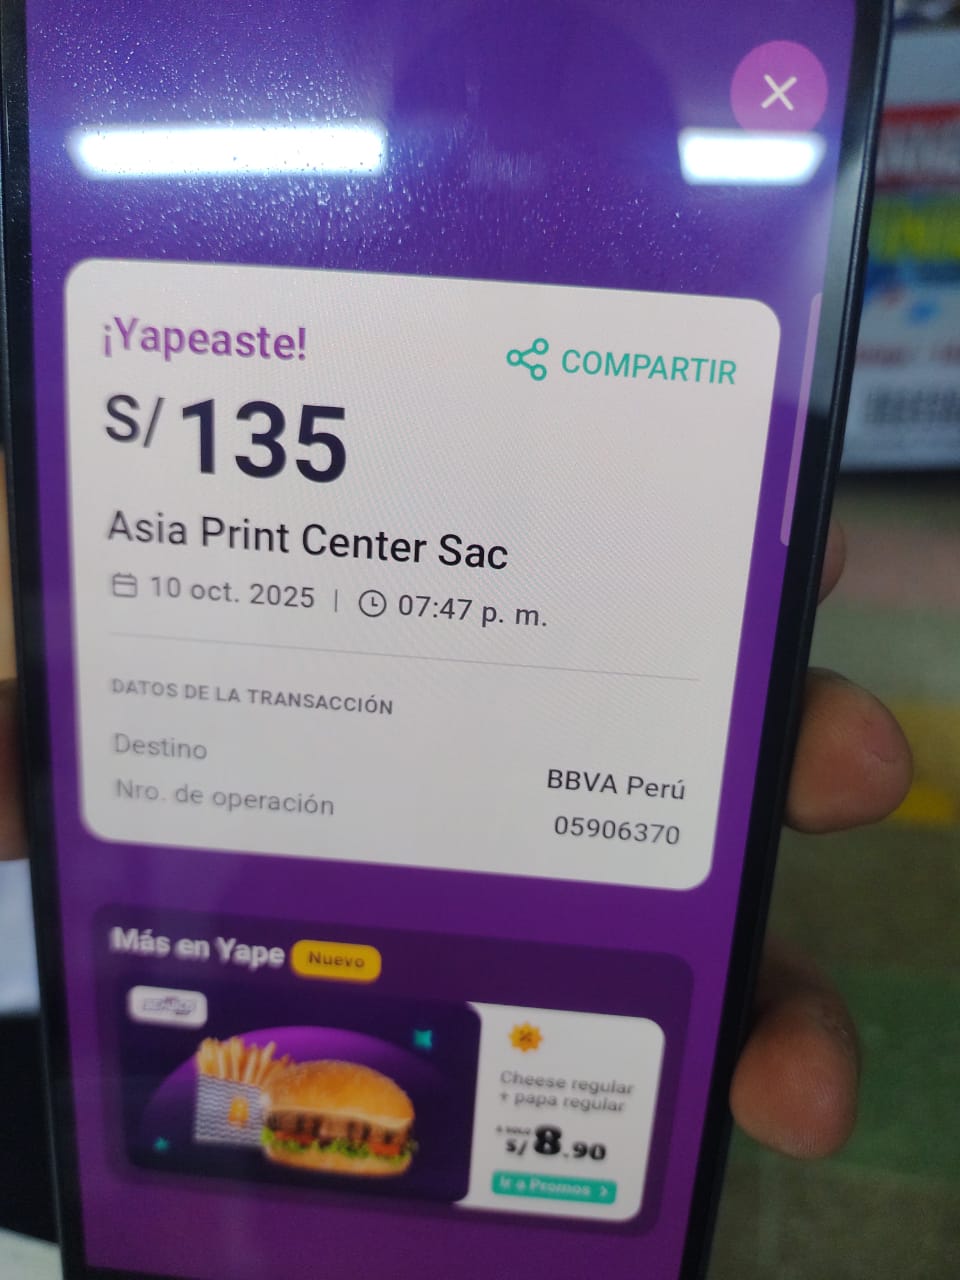 ¡Yapeaste!
COMPARTIR
S/ 135
Asia Print Center Sac
10 oct. 2025 | 07:47 p. m.
DATOS DE LA TRANSACCIÓN
Destino
BBVA Perú
Nro. de operación
05906370
Más en Yape
Nuevo
Cheese regular
+ papa regular
S/ 8.90
Ir a Promos >